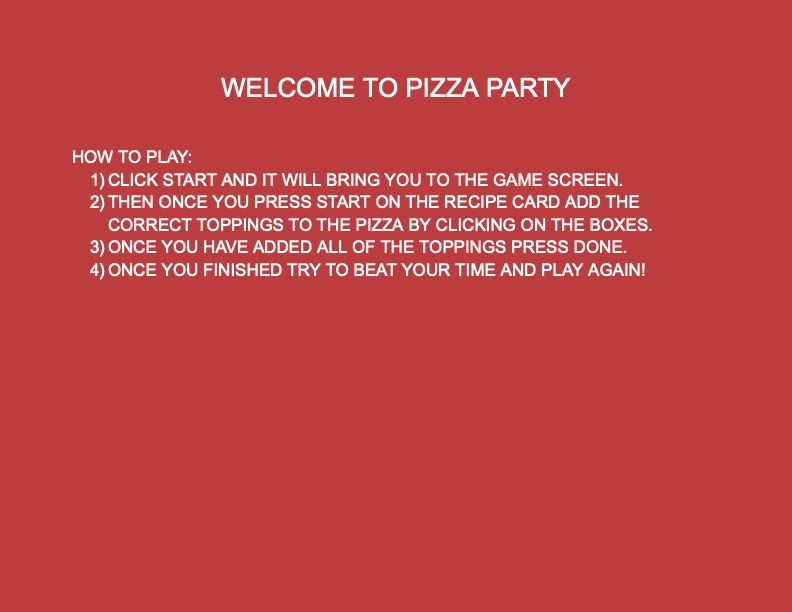 WELCOME TO PIZZA PARTY
HOW TO PLAY:
1) CLICK START AND IT WILL BRING YOU TO THE GAME SCREEN.
2) THEN ONCE YOU PRESS START ON THE RECIPE CARD ADD THE
CORRECT TOPPINGS TO THE PIZZA BY CLICKING ON THE BOXES.
3) ONCE YOU HAVE ADDED ALL OF THE TOPPINGS PRESS DONE.
4) ONCE YOU FINISHED TRY TO BEAT YOUR TIME AND PLAY AGAIN!